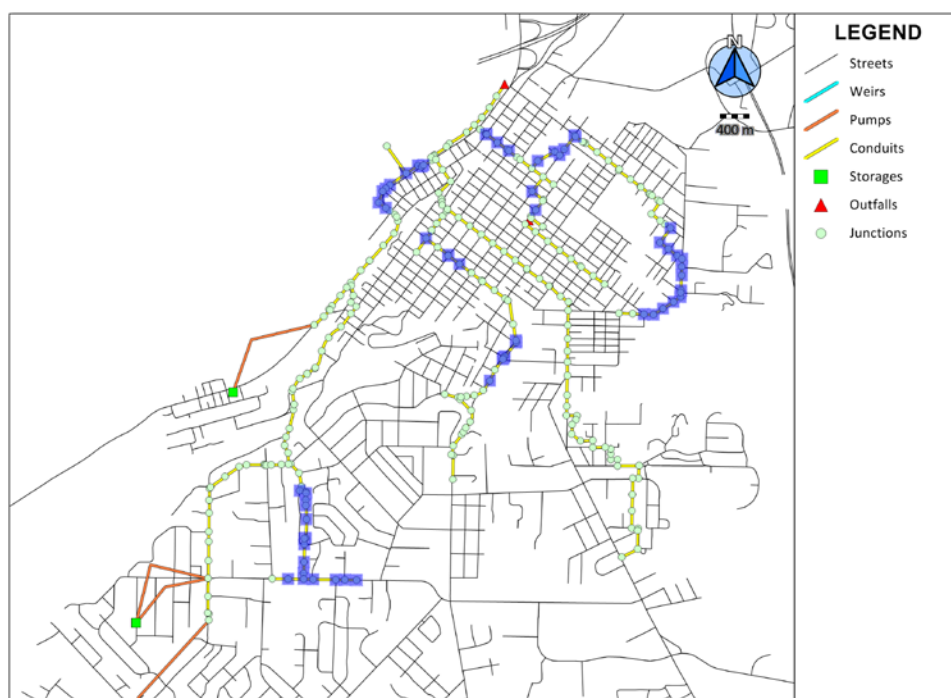 LEGEND
N
Streets
Weirs
400 m
Pumps
Conduits
Storages
Outfalls
Junctions